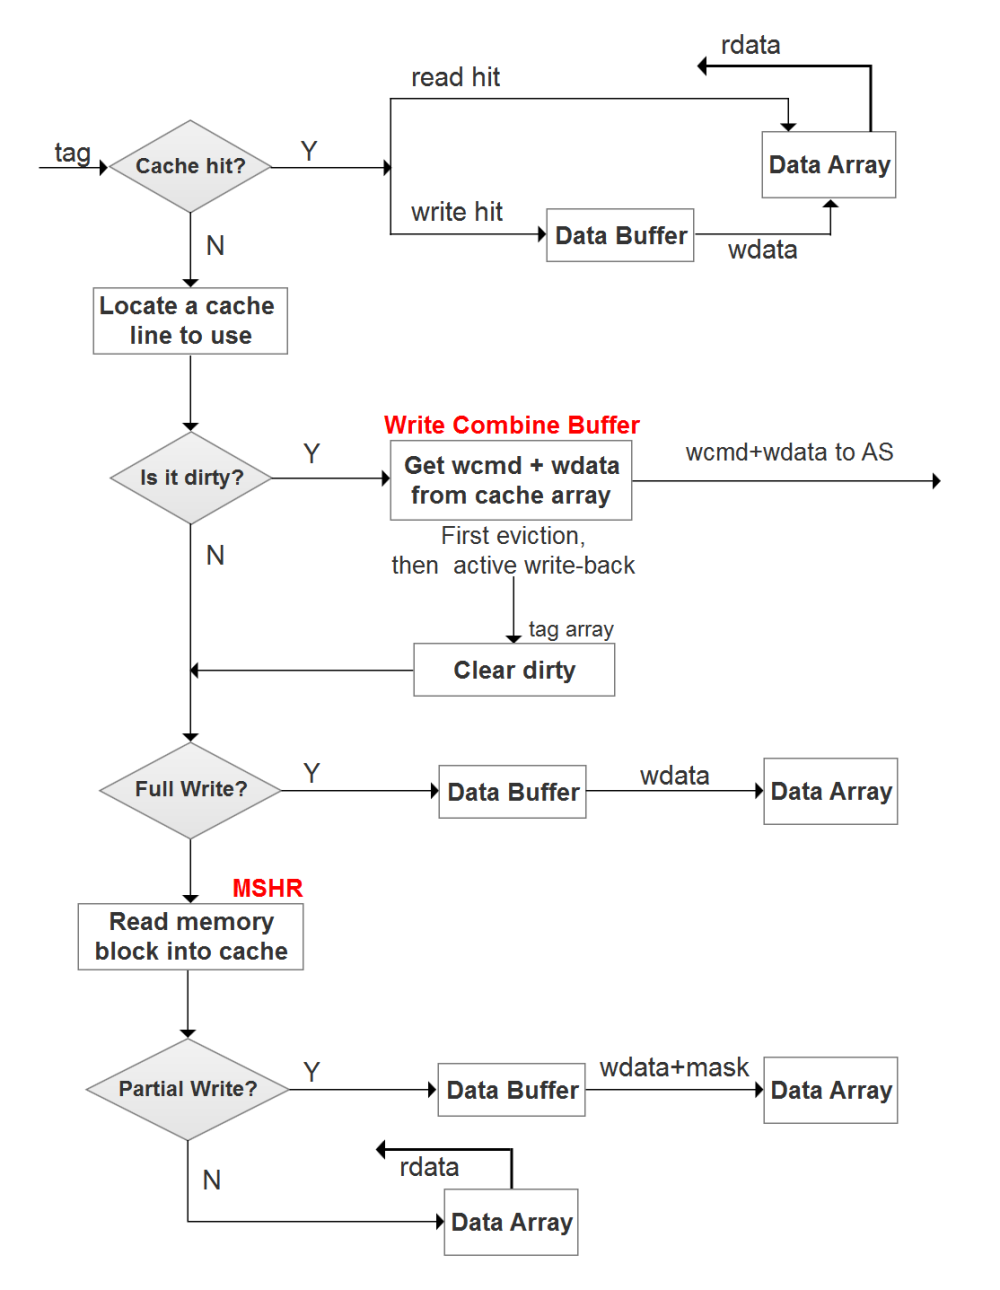 rdata
read hit
tag
Cache hit?
Y
Data Array
write hit
Data Buffer
wdata
N
Locate a cache
line to use
Write Combine Buffer
Is it dirty?
Y
Get wcmd + wdata
from cache array
wcmd+wdata to AS
First eviction,
then active write-back
N
tag array
Clear dirty
Full Write?
Y
Data Buffer
wdata
Data Array
MSHR
Read memory
block into cache
Partial Write?
Y
Data Buffer
wdata+mask
Data Array
rdata
N
Data Array